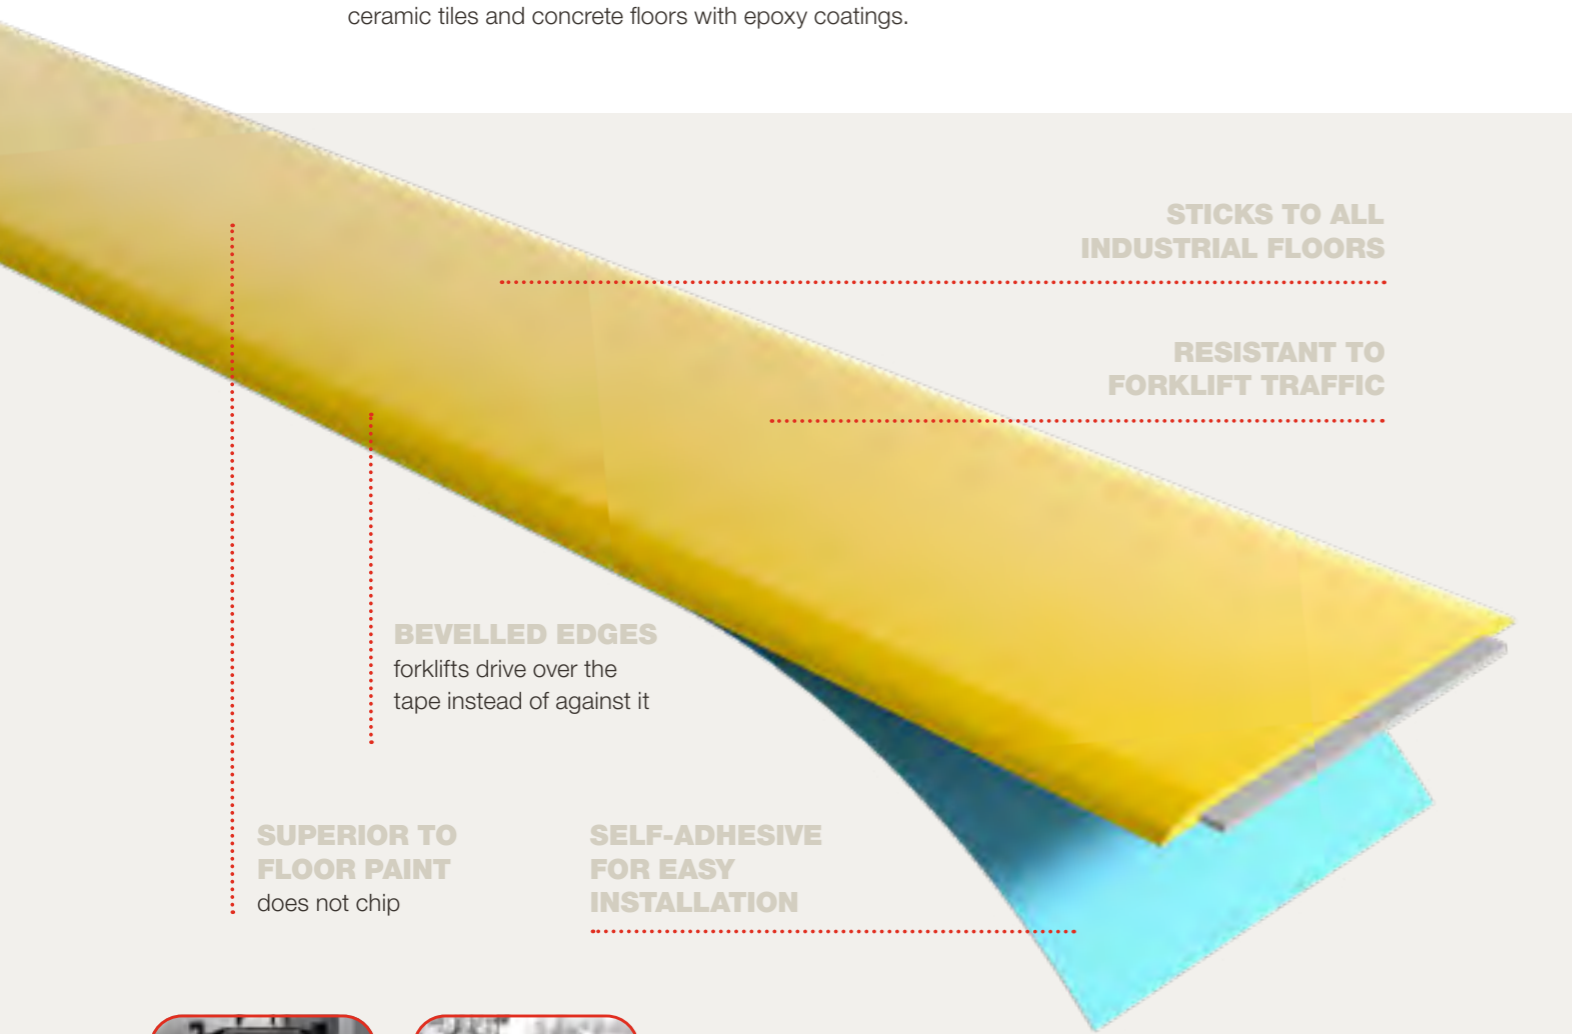 ceramic tiles and concrete floors with epoxy coatings.
STICKS TO ALL
INDUSTRIAL FLOORS
RESISTANT TO
FORKLIFT TRAFFIC
BEVELLED EDGES
forklifts drive over the
tape instead of against it
SUPERIOR TO
FLOOR PAINT
does not chip
SELF-ADHESIVE
FOR EASY
INSTALLATION